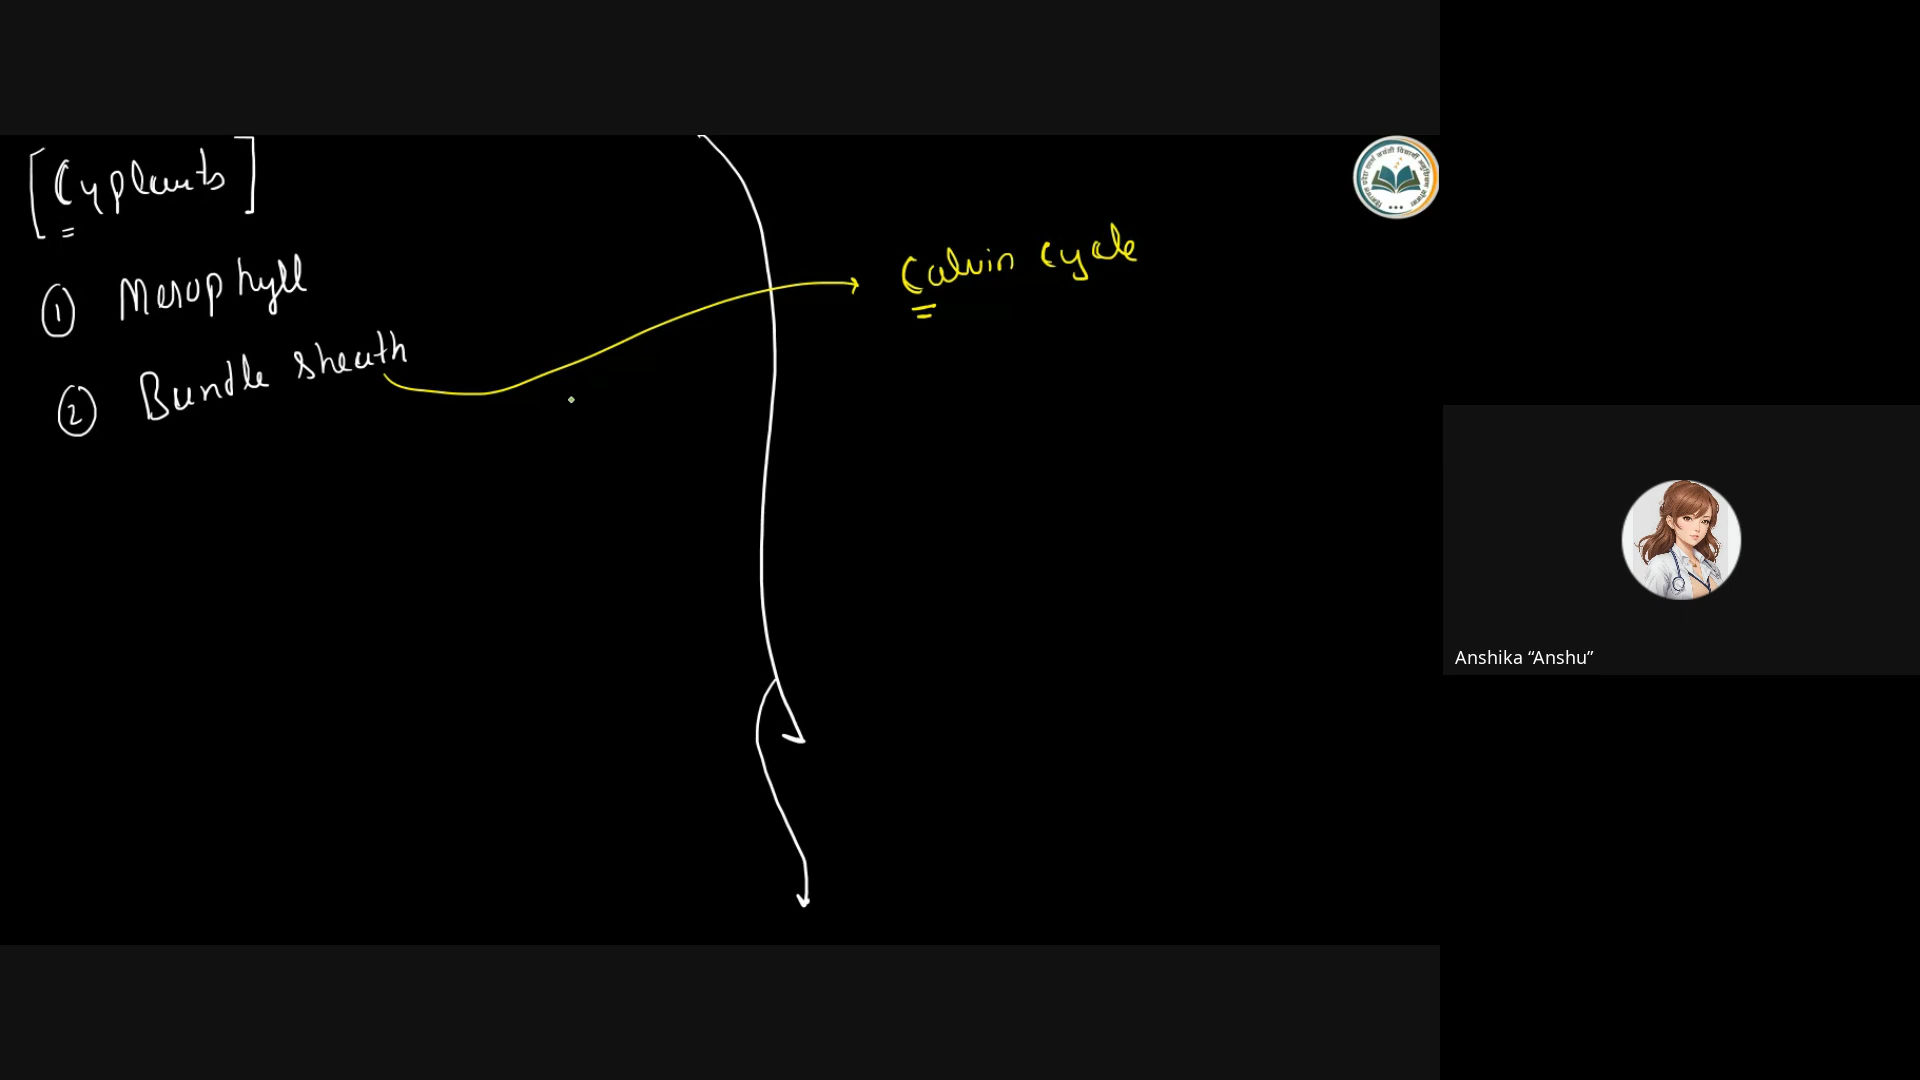 [C4 plants]
① Mesophyll
② Bundle sheath
Calvin cycle
Anshika “Anshu”